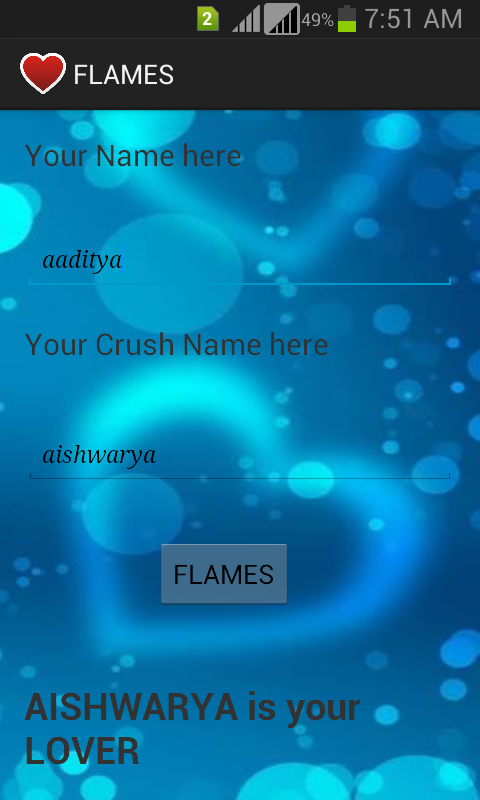 2 49% 7:51 AM
FLAMES
Your Name here
aaditya
Your Crush Name here
aishwarya
FLAMES
AISHWARYA is your
LOVER